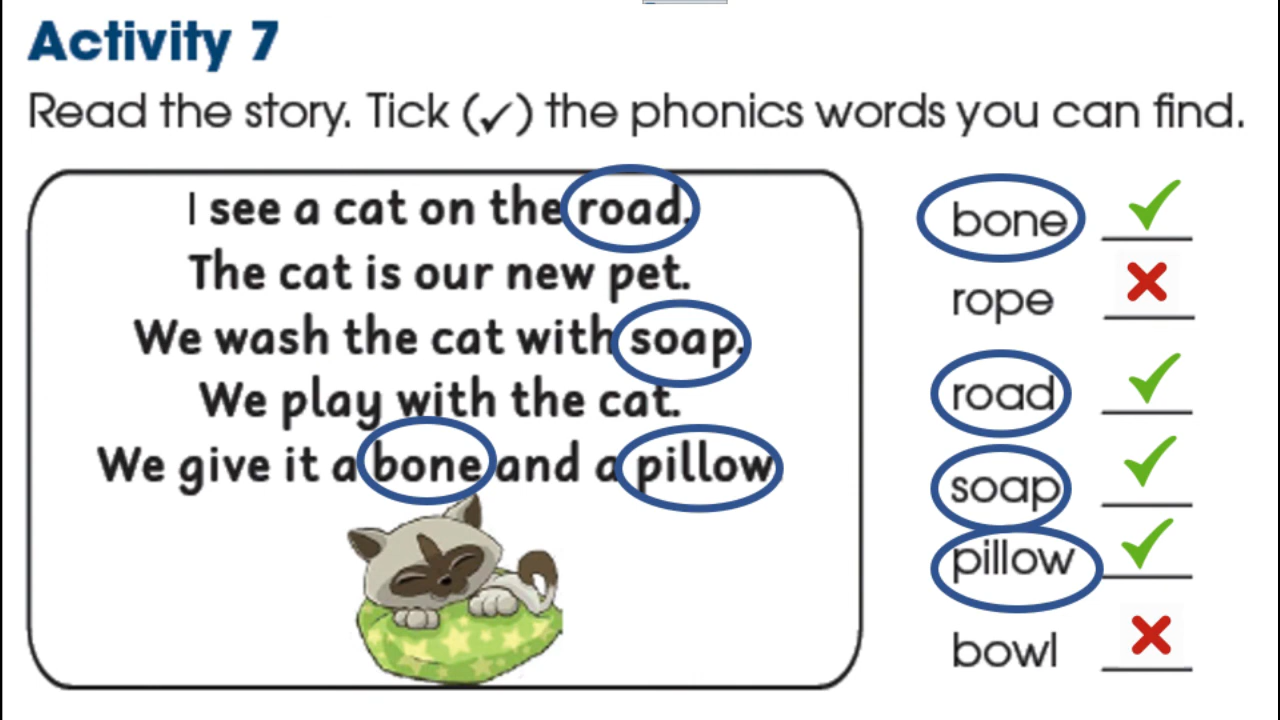 Activity 7
Read the story. Tick (✓) the phonics words you can find.
I see a cat on the road.
The cat is our new pet.
We wash the cat with soap.
We play with the cat.
We give it a bone and a pillow
bone ✓
rope ✗
road ✓
soap ✓
pillow ✓
bowl ✗